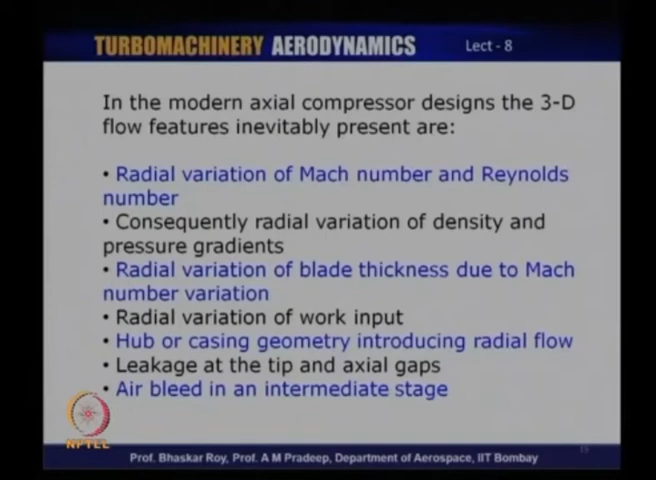 TURBOMACHINERY AERODYNAMICS Lect - 8
In the modern axial compressor designs the 3-D
flow features inevitably present are:
• Radial variation of Mach number and Reynolds
number
• Consequently radial variation of density and
pressure gradients
• Radial variation of blade thickness due to Mach
number variation
• Radial variation of work input
• Hub or casing geometry introducing radial flow
• Leakage at the tip and axial gaps
• Air bleed in an intermediate stage
NPTEL
Prof. Bhaskar Roy, Prof. A M Pradeep, Department of Aerospace, IIT Bombay